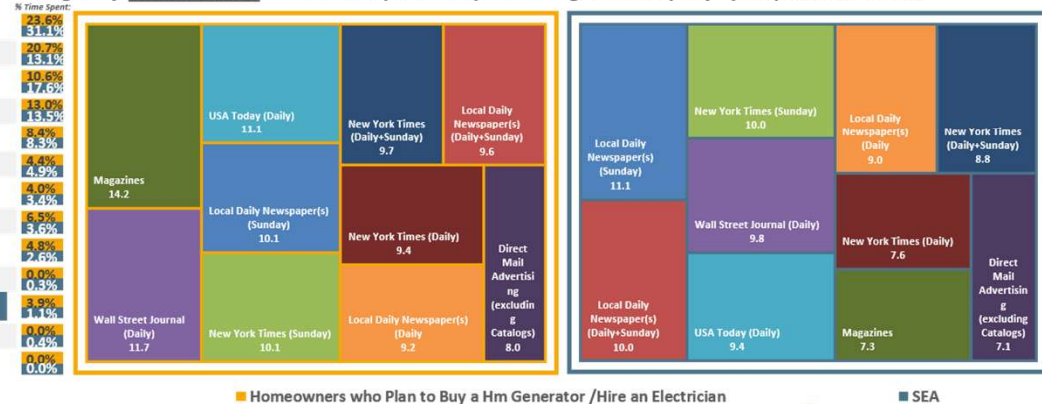 % Time Spent:
23.6%
31.1%
20.7%
13.1%
10.6%
17.6%
13.0%
13.5%
8.4%
8.3%
4.4%
4.9%
4.0%
3.4%
6.5%
3.6%
4.8%
2.6%
0.0%
0.3%
3.9%
1.1%
0.0%
0.4%
0.0%
0.0%
Magazines
14.2
Wall Street Journal
(Daily)
11.7
USA Today (Daily)
11.1
Local Daily Newspaper(s)
(Sunday)
10.1
New York Times (Sunday)
10.1
New York Times
(Daily+Sunday)
9.7
Local Daily
Newspaper(s)
(Daily+Sunday)
9.6
New York Times (Daily)
9.4
Local Daily Newspaper(s)
(Daily
9.2
Direct
Mail
Advertisi
ng
(excludin
g
Catalogs)
8.0
Local Daily
Newspaper(s)
(Sunday)
11.1
Local Daily
Newspaper(s)
(Daily+Sunday)
10.0
New York Times (Sunday)
10.0
Wall Street Journal (Daily)
9.8
USA Today (Daily)
9.4
Local Daily
Newspaper(s)
(Daily
9.0
New York Times
(Daily+Sunday)
8.8
New York Times (Daily)
7.6
Magazines
7.3
Direct
Mail
Advertisin
g
(excluding
Catalogs)
7.1
Homeowners who Plan to Buy a Hm Generator /Hire an Electrician
SEA